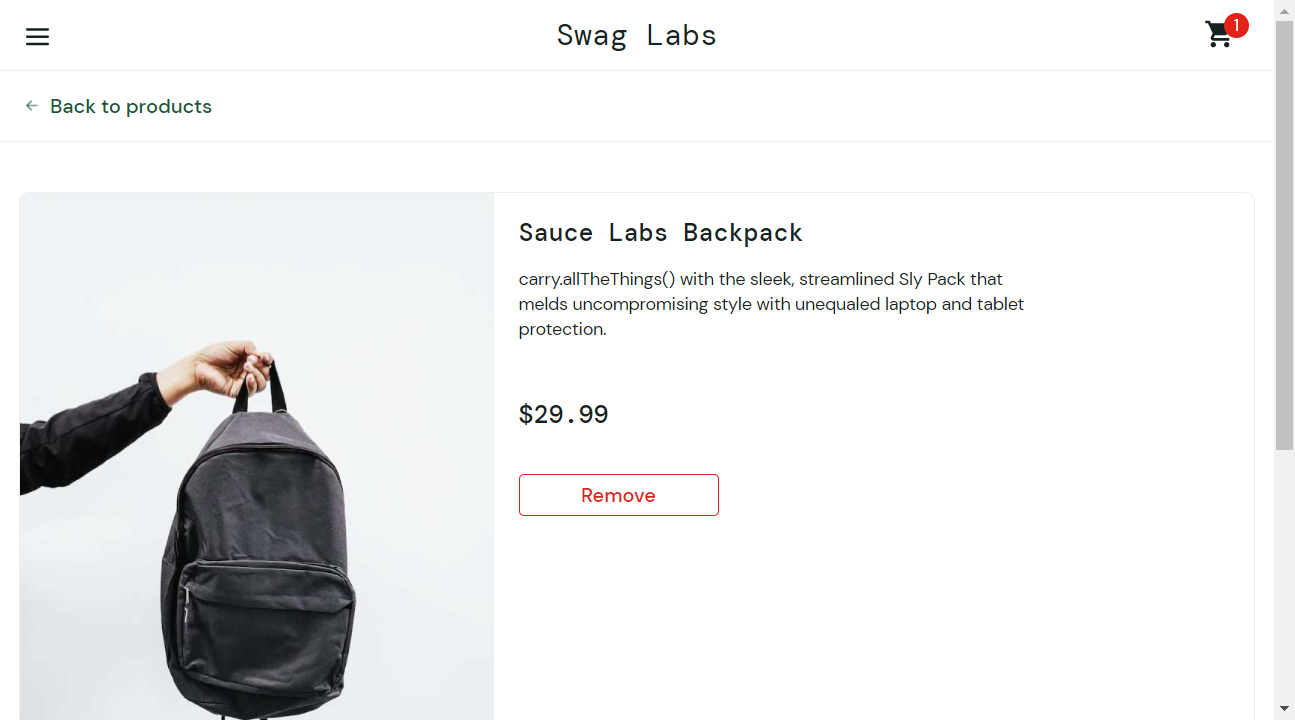 Swag Labs
1
Back to products
Sauce Labs Backpack
carry.allTheThings() with the sleek, streamlined Sly Pack that
melds uncompromising style with unequaled laptop and tablet
protection.
$29.99
Remove